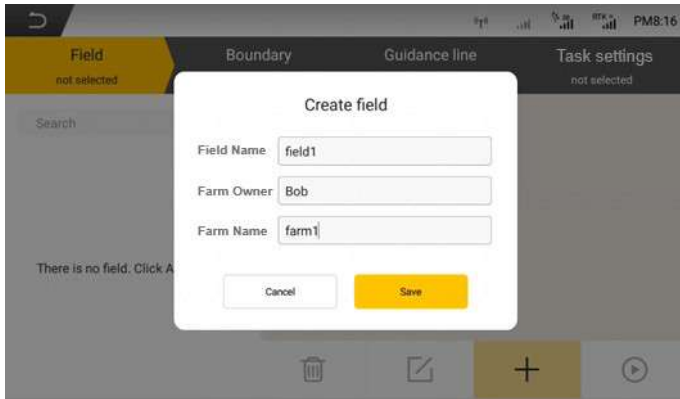 PM8:16
Field
not selected
Boundary
Guidance line
Task settings
not selected
Search
There is no field. Click A
Create field
Field Name field1
Farm Owner Bob
Farm Name farm1
Cancel
Save